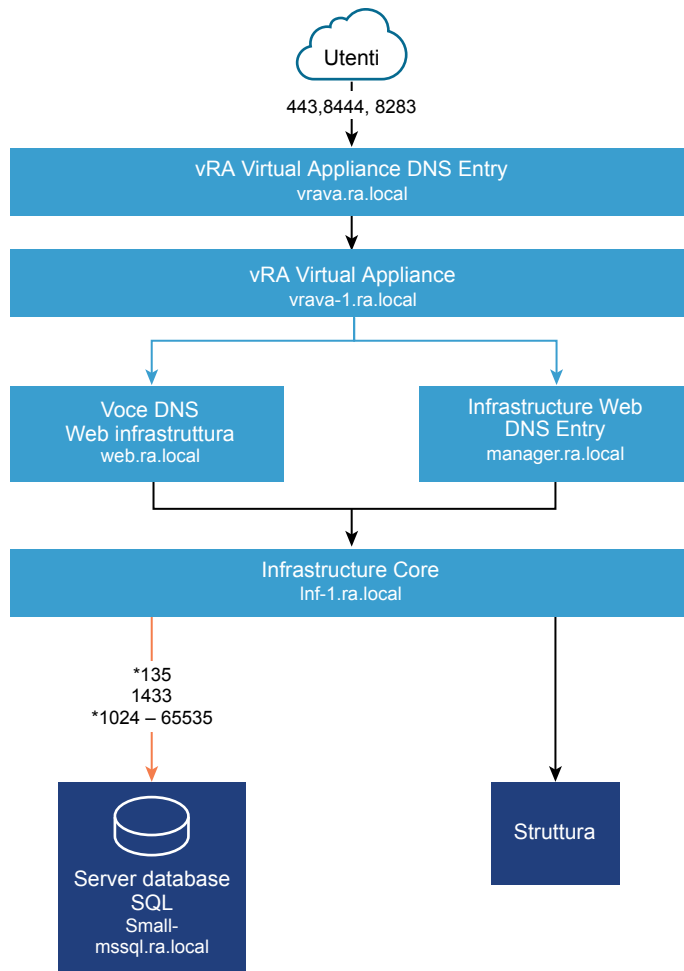 Utenti
443,8444, 8283
vRA Virtual Appliance DNS Entry
vrava.ra.local
vRA Virtual Appliance
vrava-1.ra.local
Voce DNS
Web infrastruttura
web.ra.local
Infrastructure Web
DNS Entry
manager.ra.local
Infrastructure Core
Inf-1.ra.local
*135
1433
*1024 – 65535
Server database
SQL
Small-
mssql.ra.local
Struttura